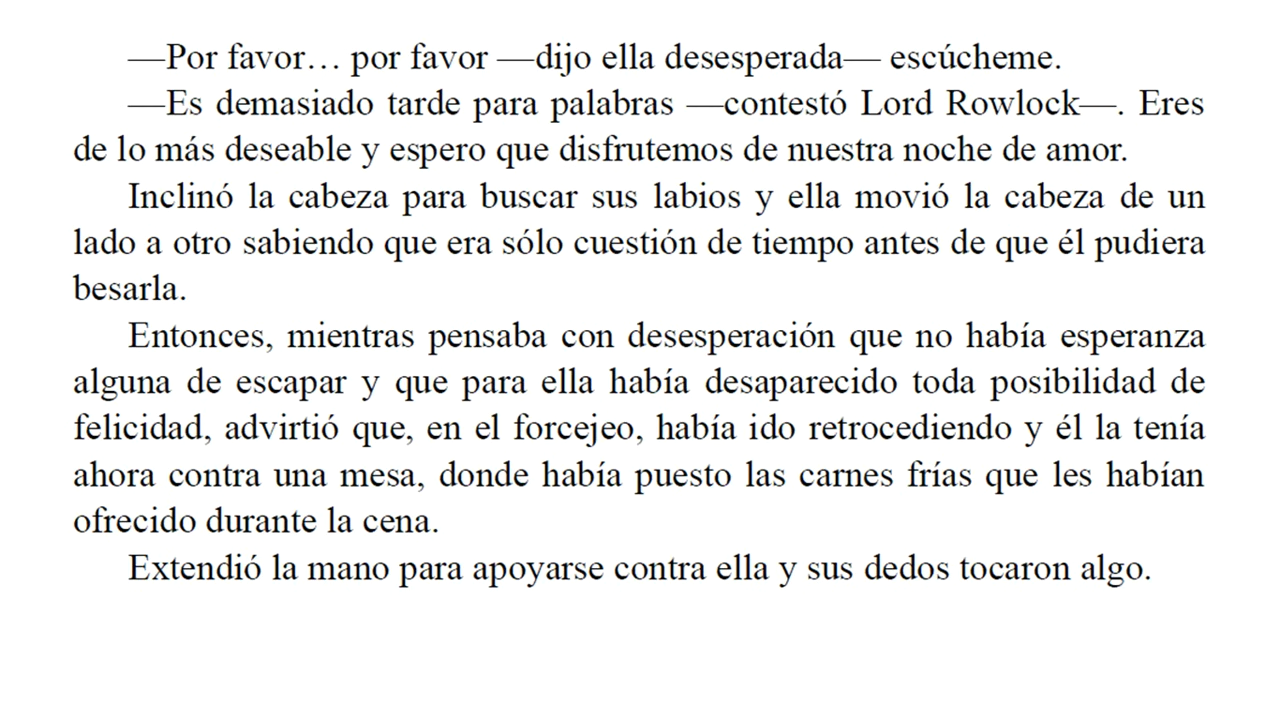 —Por favor… por favor —dijo ella desesperada— escúcheme.
—Es demasiado tarde para palabras —contestó Lord Rowlock—. Eres
de lo más deseable y espero que disfrutemos de nuestra noche de amor.
Inclinó la cabeza para buscar sus labios y ella movió la cabeza de un
lado a otro sabiendo que era sólo cuestión de tiempo antes de que él pudiera
besarla.
Entonces, mientras pensaba con desesperación que no había esperanza
alguna de escapar y que para ella había desaparecido toda posibilidad de
felicidad, advirtió que, en el forcejeo, había ido retrocediendo y él la tenía
ahora contra una mesa, donde había puesto las carnes frías que les habían
ofrecido durante la cena.
Extendió la mano para apoyarse contra ella y sus dedos tocaron algo.